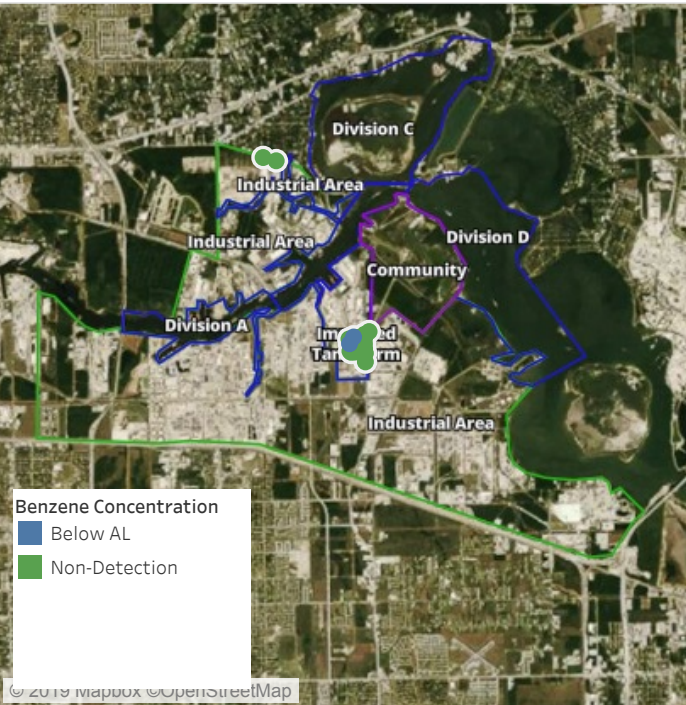 Division C
Industrial Area
Industrial Area
Division D
Community
Division A
Industrial Area
Benzene Concentration
Below AL
Non-Detection
© 2019 Mapbox ©OpenStreetMap